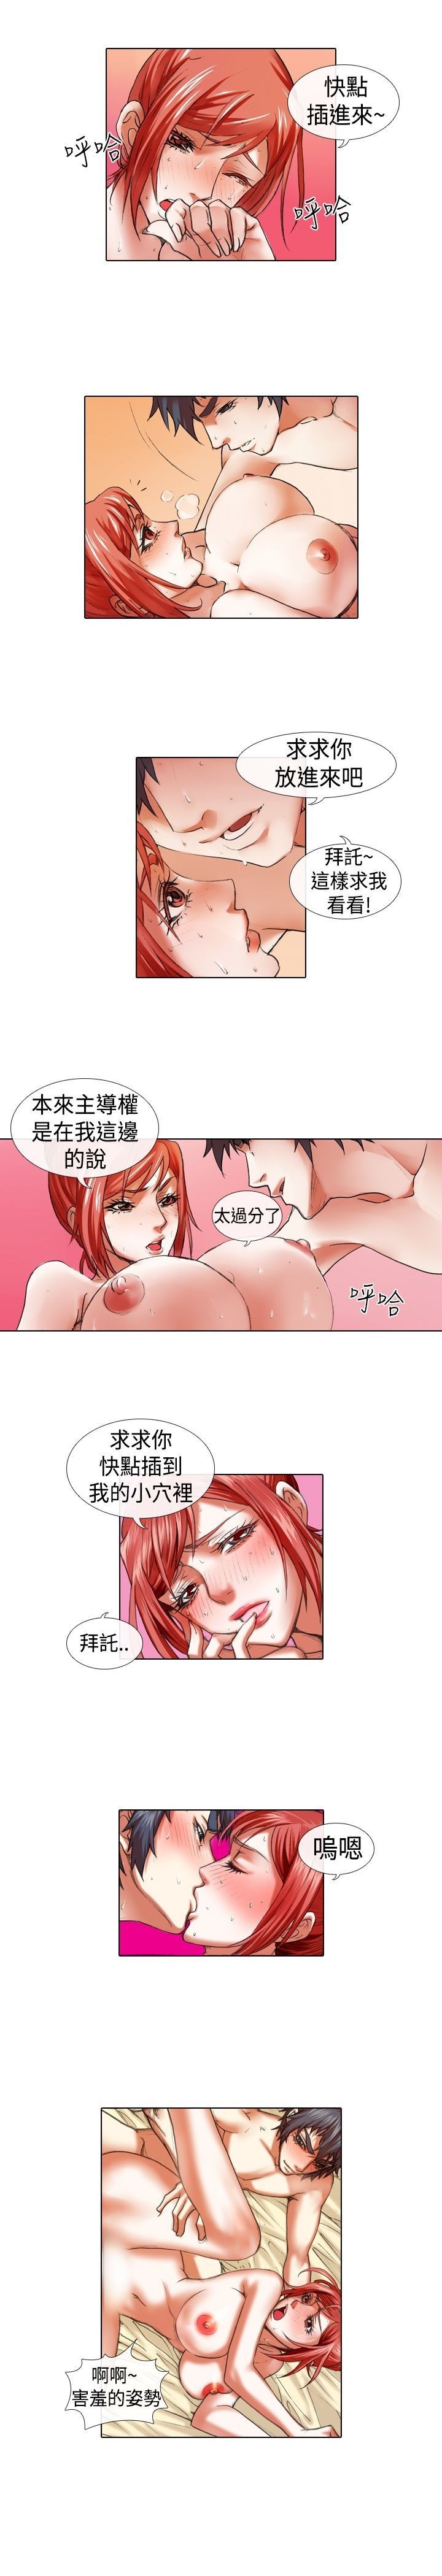 快點
插進來~
呼哈
呼哈
求求你
放進來吧
拜託~
這樣求我
看看!
本來主導權
是在我這邊
的說
太過分了
呼哈
求求你
快點插到
我的小穴裡
拜託..
嗚嗯
啊啊~
害羞的姿勢